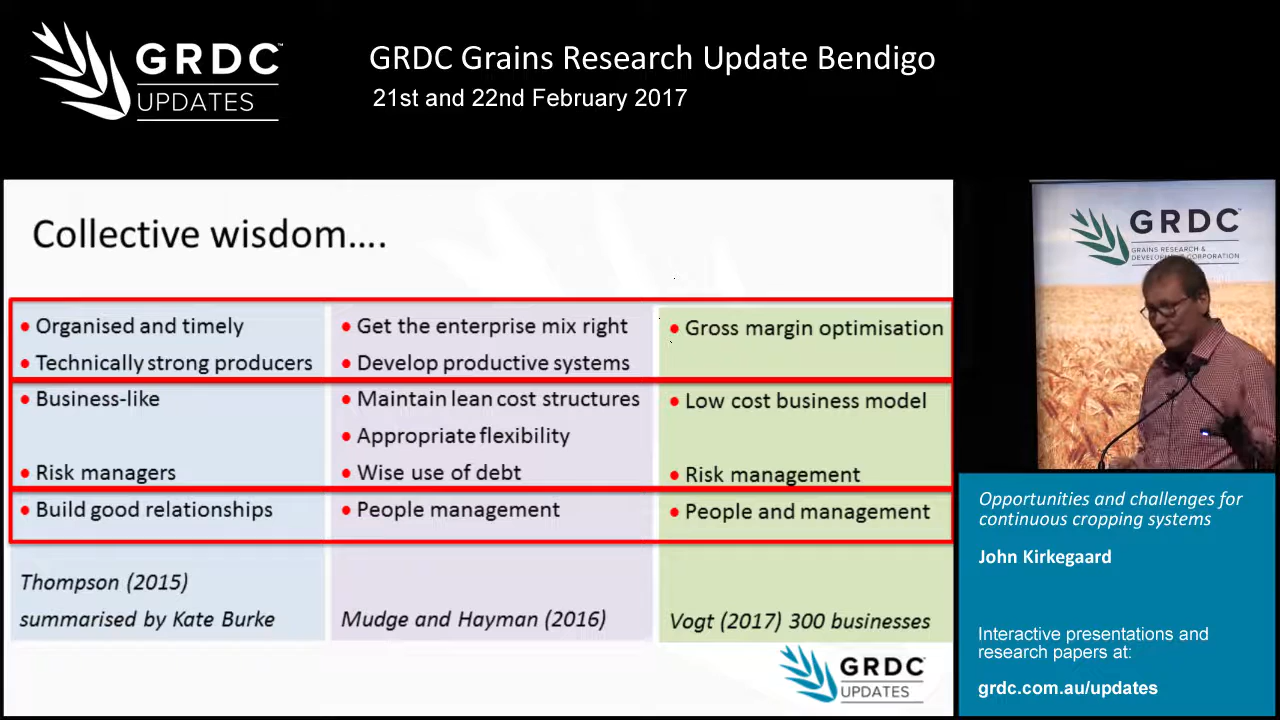 GRDC™
UPDATES
GRDC Grains Research Update Bendigo
21st and 22nd February 2017
Collective wisdom....
• Organised and timely
• Technically strong producers
• Business-like
• Risk managers
• Build good relationships
Thompson (2015)
summarised by Kate Burke
• Get the enterprise mix right
• Develop productive systems
• Maintain lean cost structures
• Appropriate flexibility
• Wise use of debt
• People management
Mudge and Hayman (2016)
• Gross margin optimisation
• Low cost business model
• Risk management
• People and management
Vogt (2017) 300 businesses
GRDC™
UPDATES
GRDC™
GRAINS RESEARCH &
DEVELOPMENT CORPORATION
Opportunities and challenges for
continuous cropping systems
John Kirkegaard
Interactive presentations and
research papers at:
grdc.com.au/updates